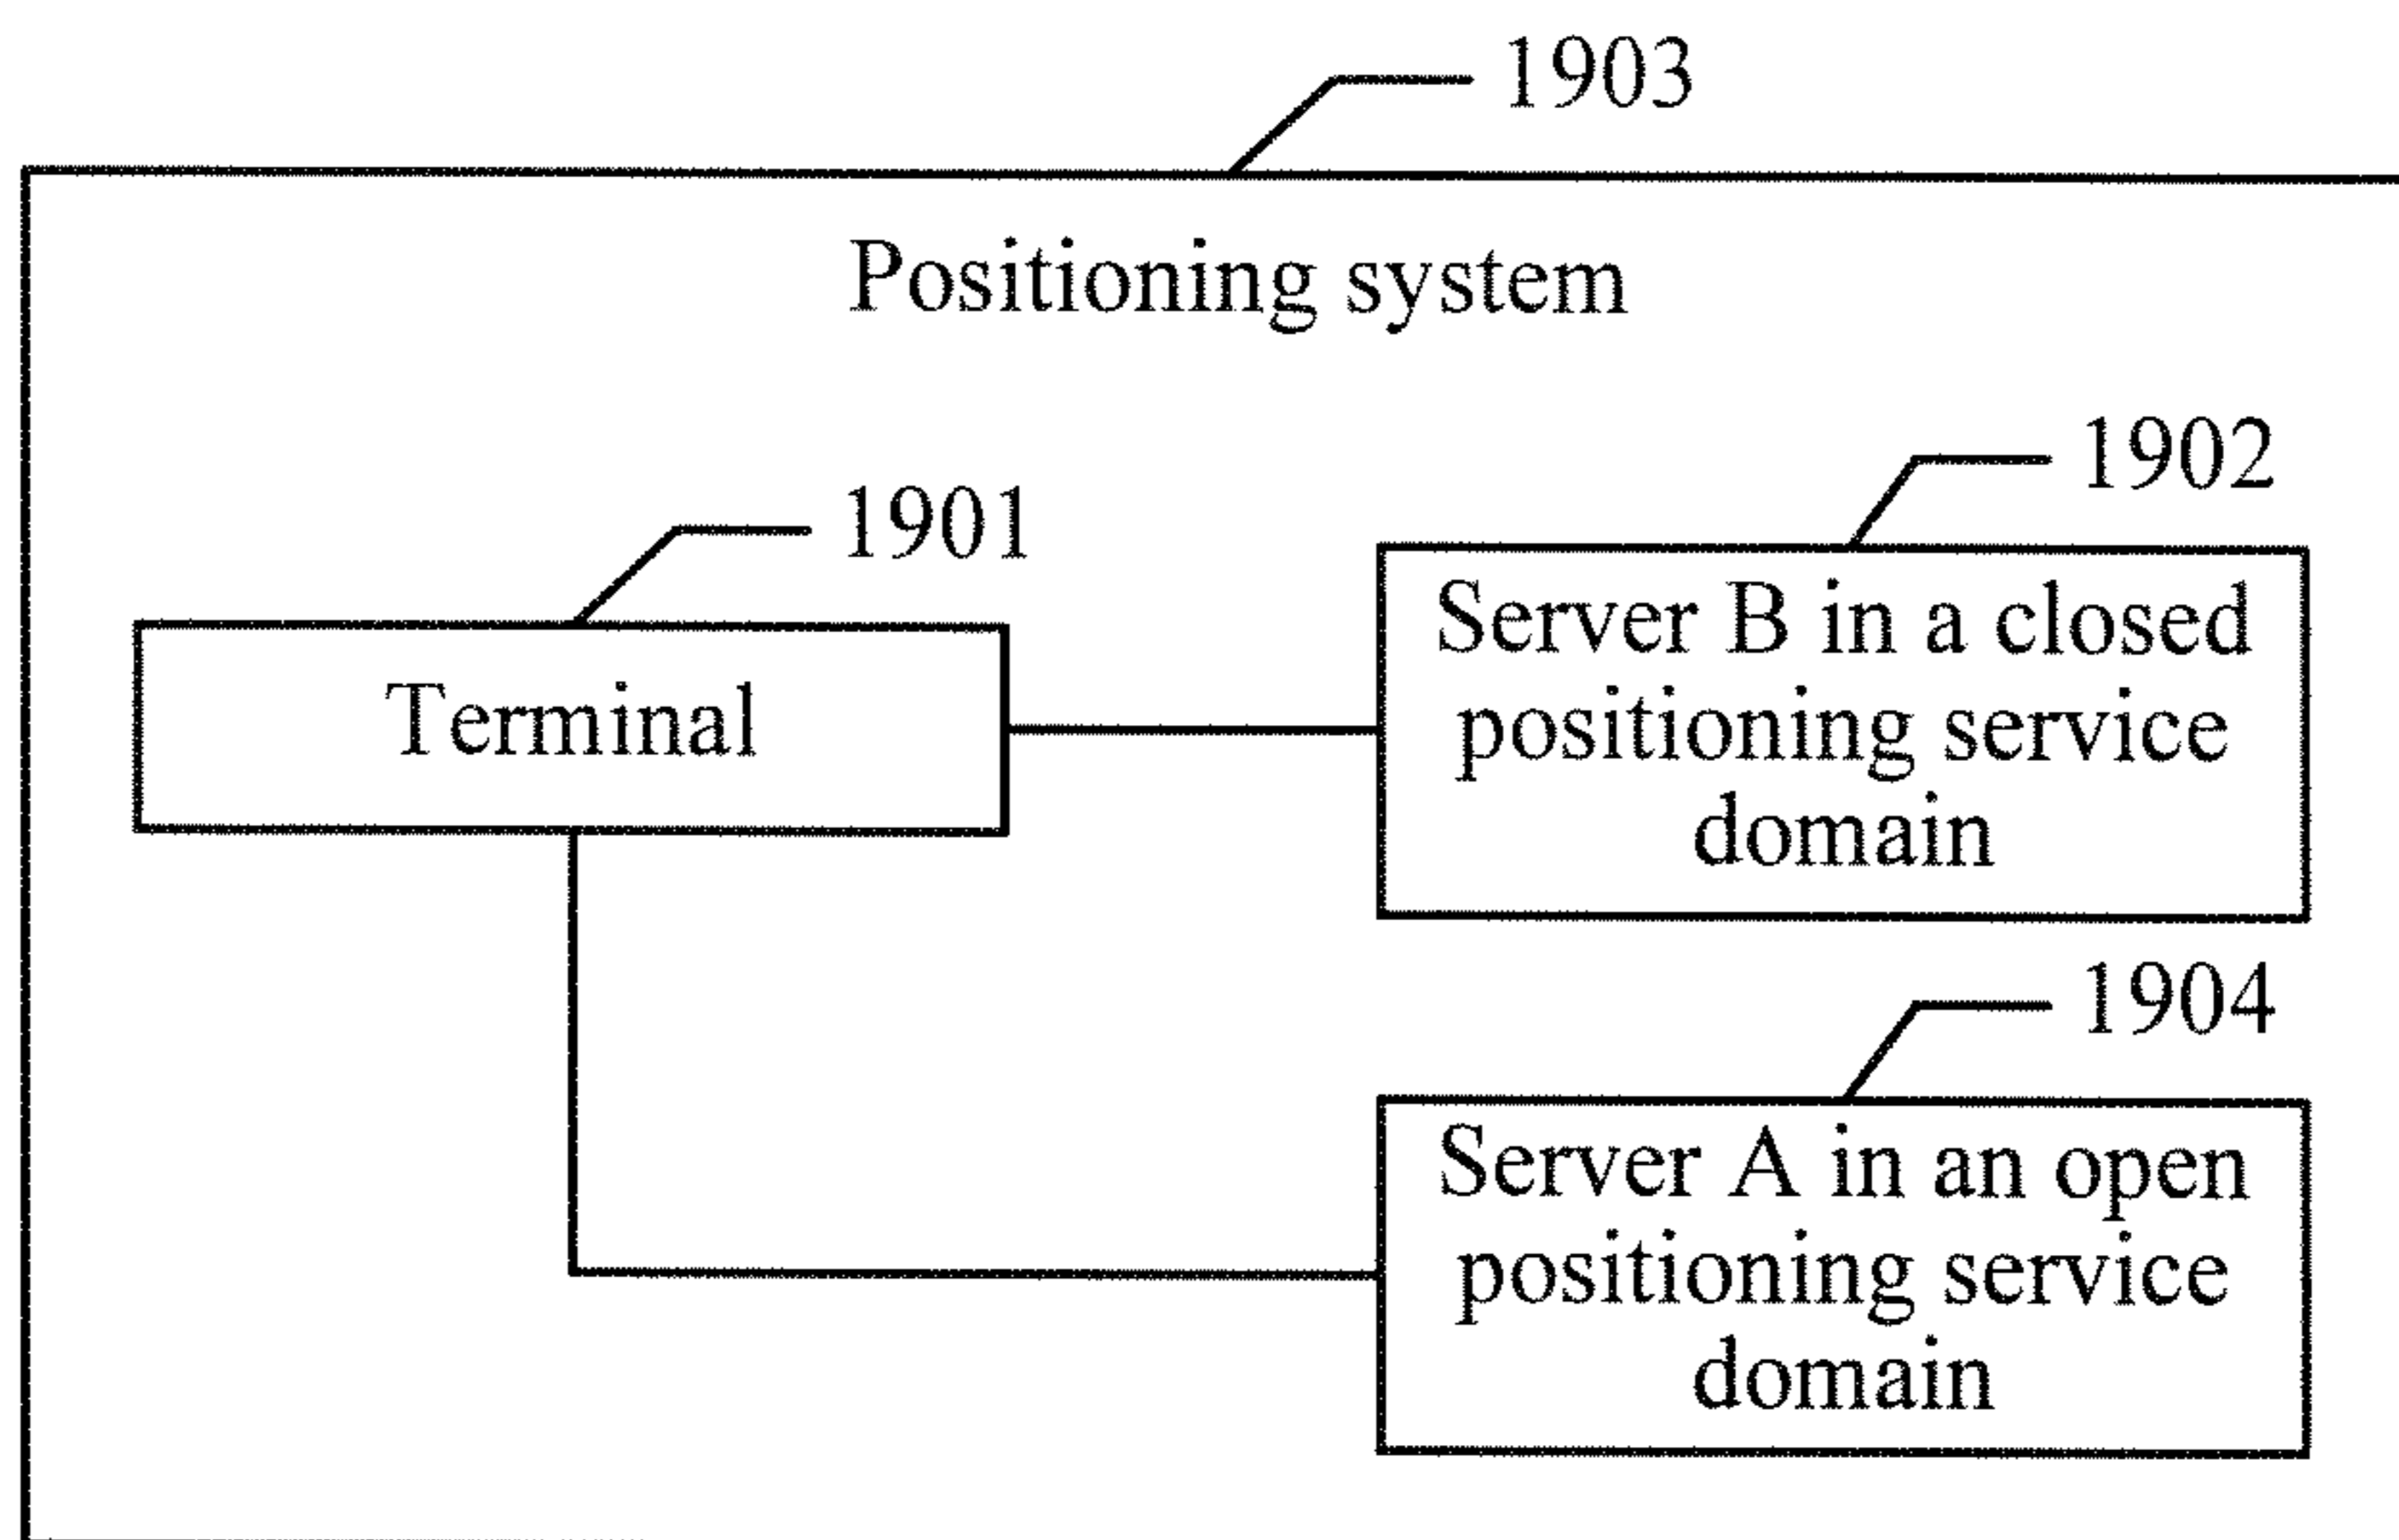 1903
Positioning system
1902
1901
Server B in a closed
positioning service
domain
Terminal
1904
Server A in an open
positioning service
domain